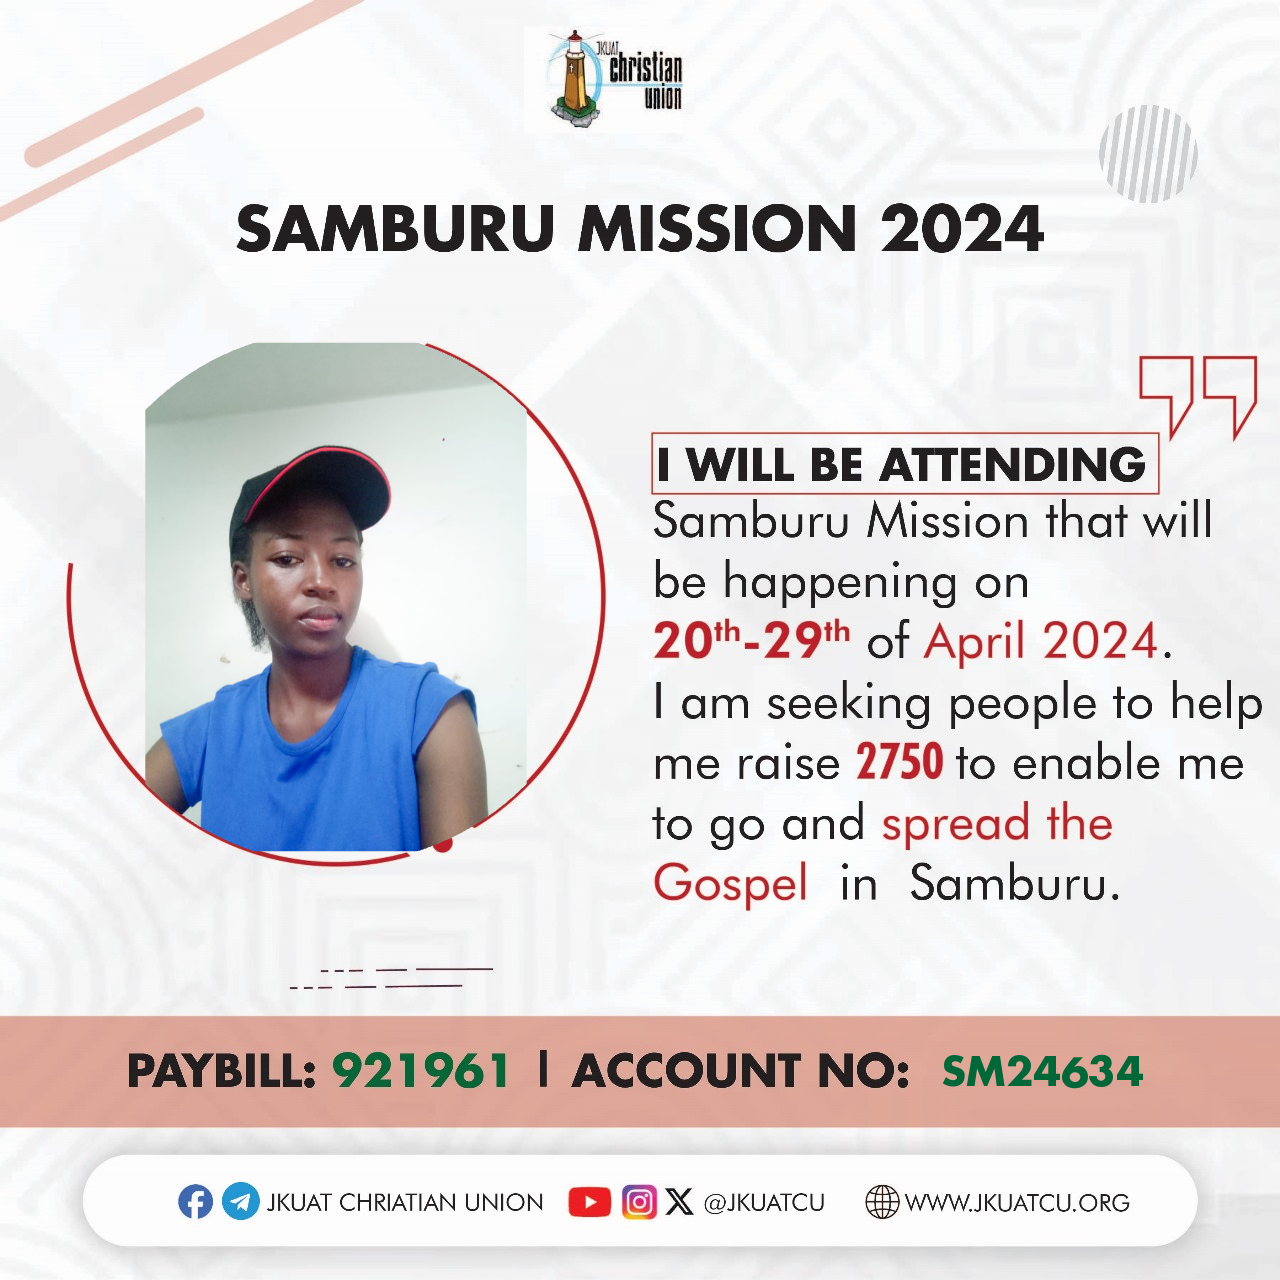 JKUAT
christian
union
SAMBURU MISSION 2024
I WILL BE ATTENDING
Samburu Mission that will
be happening on
20th-29th of April 2024.
I am seeking people to help
me raise 2750 to enable me
to go and spread the
Gospel in Samburu.
PAYBILL: 921961 | ACCOUNT NO: SM24634
JKUAT CHRIATIAN UNION @JKUATCU WWW.JKUATCU.ORG